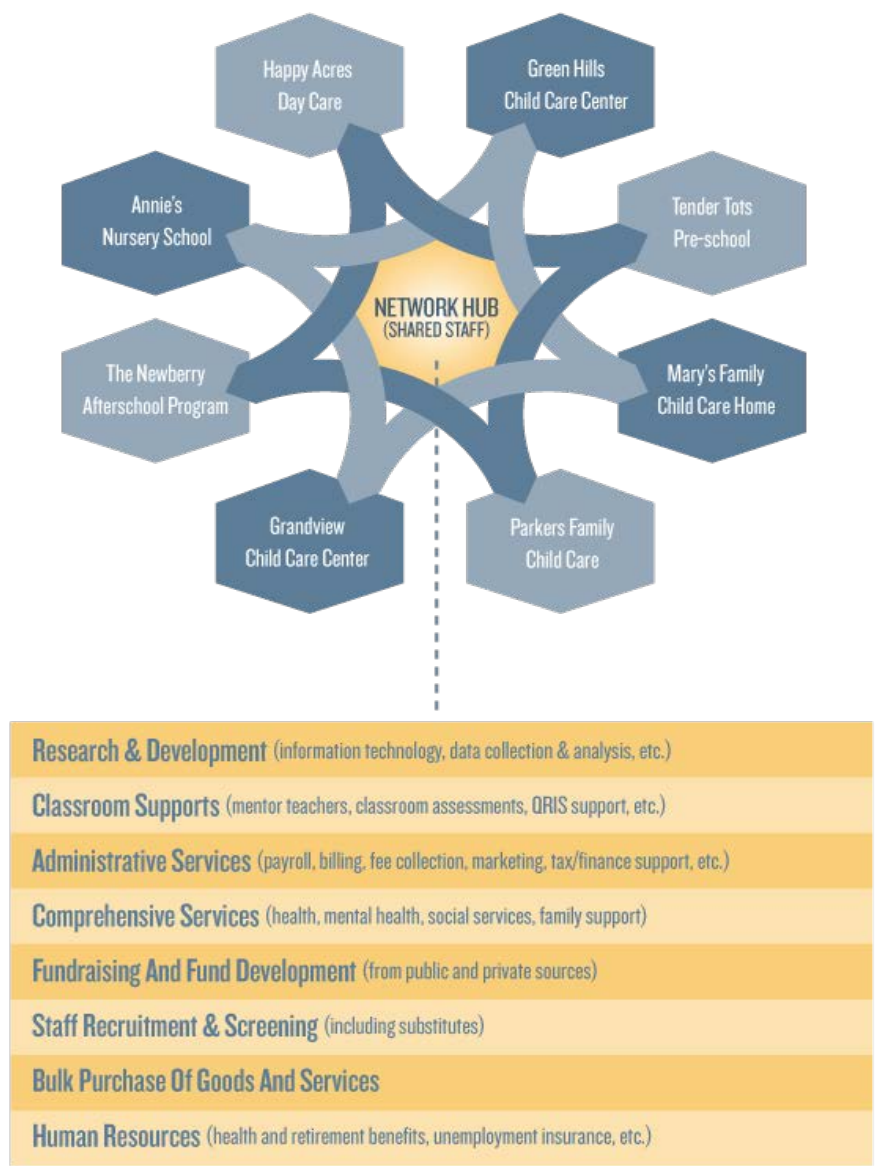 Happy Acres
Day Care
Green Hills
Child Care Center
Annie's
Nursery School
Tender Tots
Pre-school
NETWORK HUB
(SHARED STAFF)
The Newberry
Afterschool Program
Mary's Family
Child Care Home
Grandview
Child Care Center
Parkers Family
Child Care
Research & Development (information technology, data collection & analysis, etc.)
Classroom Supports (mentor teachers, classroom assessments, QRIS support, etc.)
Administrative Services (payroll, billing, fee collection, marketing, tax/finance support, etc.)
Comprehensive Services (health, mental health, social services, family support)
Fundraising And Fund Development (from public and private sources)
Staff Recruitment & Screening (including substitutes)
Bulk Purchase Of Goods And Services
Human Resources (health and retirement benefits, unemployment insurance, etc.)